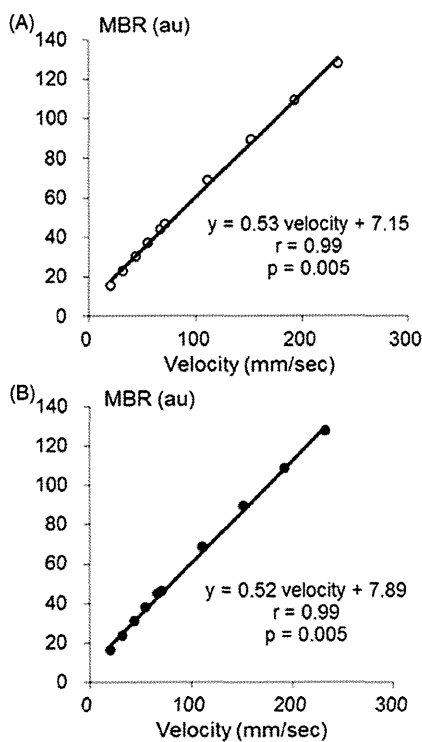 (A) MBR (au)
140
120
100
80
60
40
20
0
y = 0.53 velocity + 7.15
r = 0.99
p = 0.005
0 100 200 300
Velocity (mm/sec)
(B) MBR (au)
140
120
100
80
60
40
20
0
y = 0.52 velocity + 7.89
r = 0.99
p = 0.005
0 100 200 300
Velocity (mm/sec)